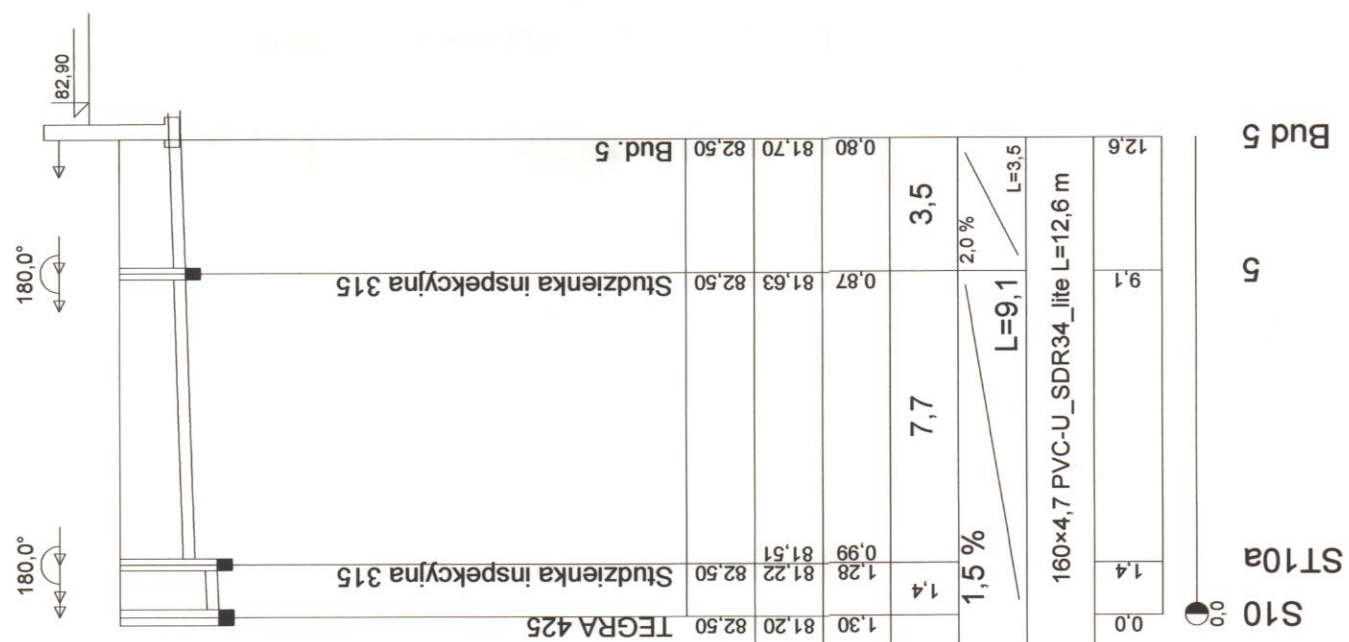 82,90
180,0°
180,0°
Bud. 5
82,50
81,70
0,80
3,5
2,0 %
L=3,5
12,6
Bud 5
Studzienka inspekcyjna 315
82,50
81,63
0,87
7,7
1,5 %
L=9,1
160×4,7 PVC-U_SDR34_lite L=12,6 m
9,1
5
Studzienka inspekcyjna 315
82,50
81,51
81,22
0,99
1,28
1,4
1,4
ST10a
TEGRA 425
82,50
81,20
1,30
0,0
0,0
S10